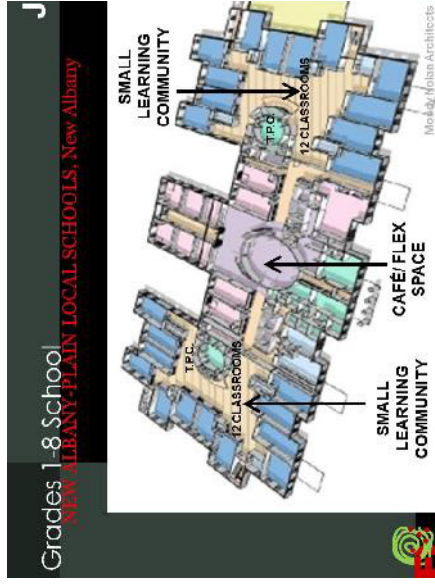 Grades 1-8 School
NEW ALBANY-PLAIN LOCAL SCHOOLS, New Albany
J
SMALL
LEARNING
COMMUNITY
T.P.C.
12 CLASSROOMS
T.P.C.
12 CLASSROOMS
SMALL
LEARNING
COMMUNITY
CAFÉ/ FLEX
SPACE
Moody Nolan Architects